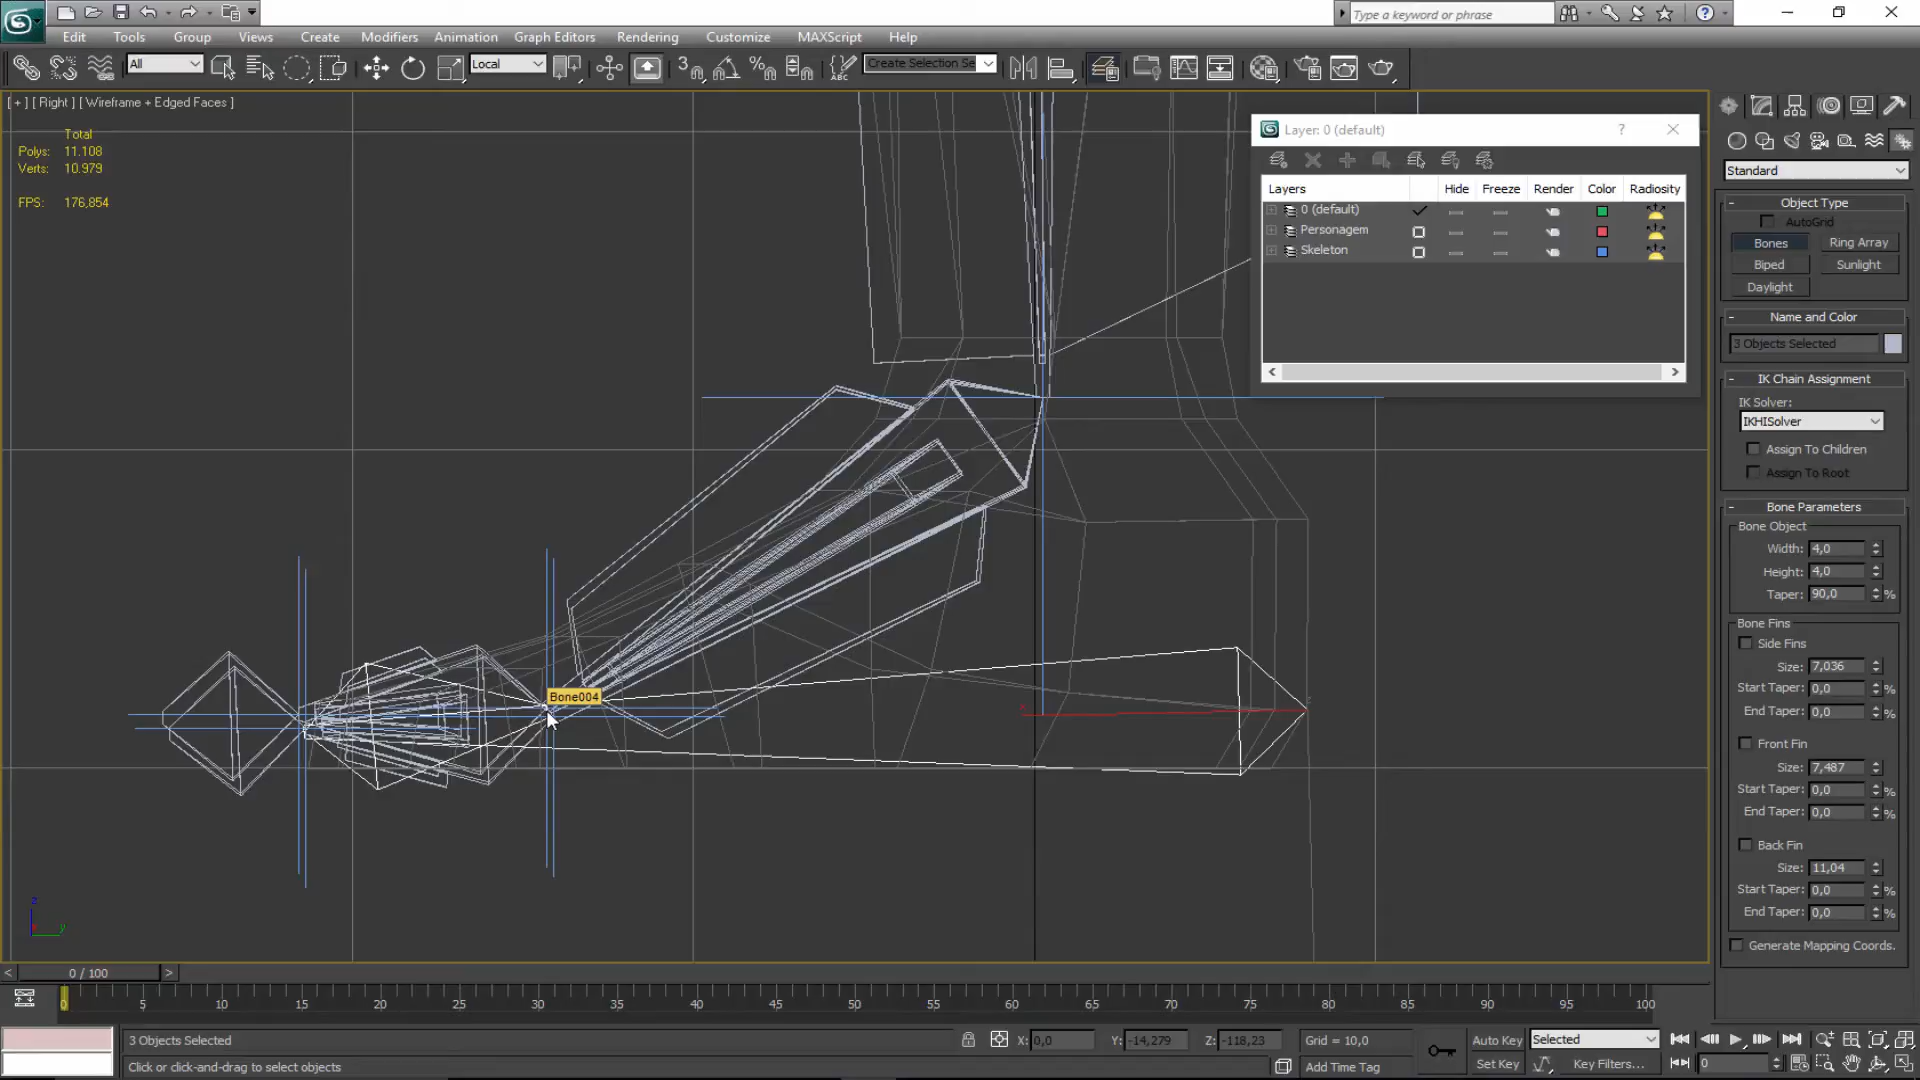 Type a keyword or phrase
Edit Tools Group Views Create Modifiers Animation Graph Editors Rendering Customize MAXScript Help
All Local 3 Create Selection Se
[ + ] [ Right ] [ Wireframe + Edged Faces ]
Total
Polys: 11.108
Verts: 10.979
FPS: 176,854
Layer: 0 (default)
Layers Hide Freeze Render Color Radiosity
0 (default)
Personagem
Skeleton
Bone004
x
z
y
Standard
Object Type
AutoGrid
Bones Ring Array
Biped Sunlight
Daylight
Name and Color
3 Objects Selected
IK Chain Assignment
IK Solver:
IKHISolver
Assign To Children
Assign To Root
Bone Parameters
Bone Object
Width: 4,0
Height: 4,0
Taper: 90,0 %
Bone Fins
Side Fins
Size: 7,036
Start Taper: 0,0 %
End Taper: 0,0 %
Front Fin
Size: 7,487
Start Taper: 0,0 %
End Taper: 0,0 %
Back Fin
Size: 11,04
Start Taper: 0,0 %
End Taper: 0,0 %
Generate Mapping Coords.
< 0 / 100 >
0 5 10 15 20 25 30 35 40 45 50 55 60 65 70 75 80 85 90 95 100
3 Objects Selected X: 0,0 Y: -14,279 Z: -118,23 Grid = 10,0 Auto Key Selected
Click or click-and-drag to select objects Add Time Tag Set Key Key Filters... 0